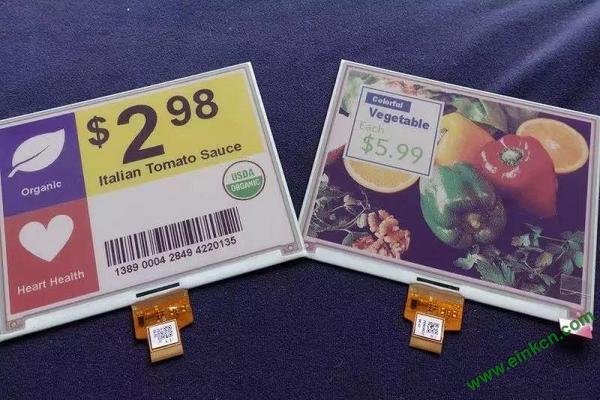 $2 98
Italian Tomato Sauce
Organic
USDA
ORGANIC
Heart Health
1389 0004 2849 4220135
Colorful
Vegetable
Each
$5.99
www.einkcn.com